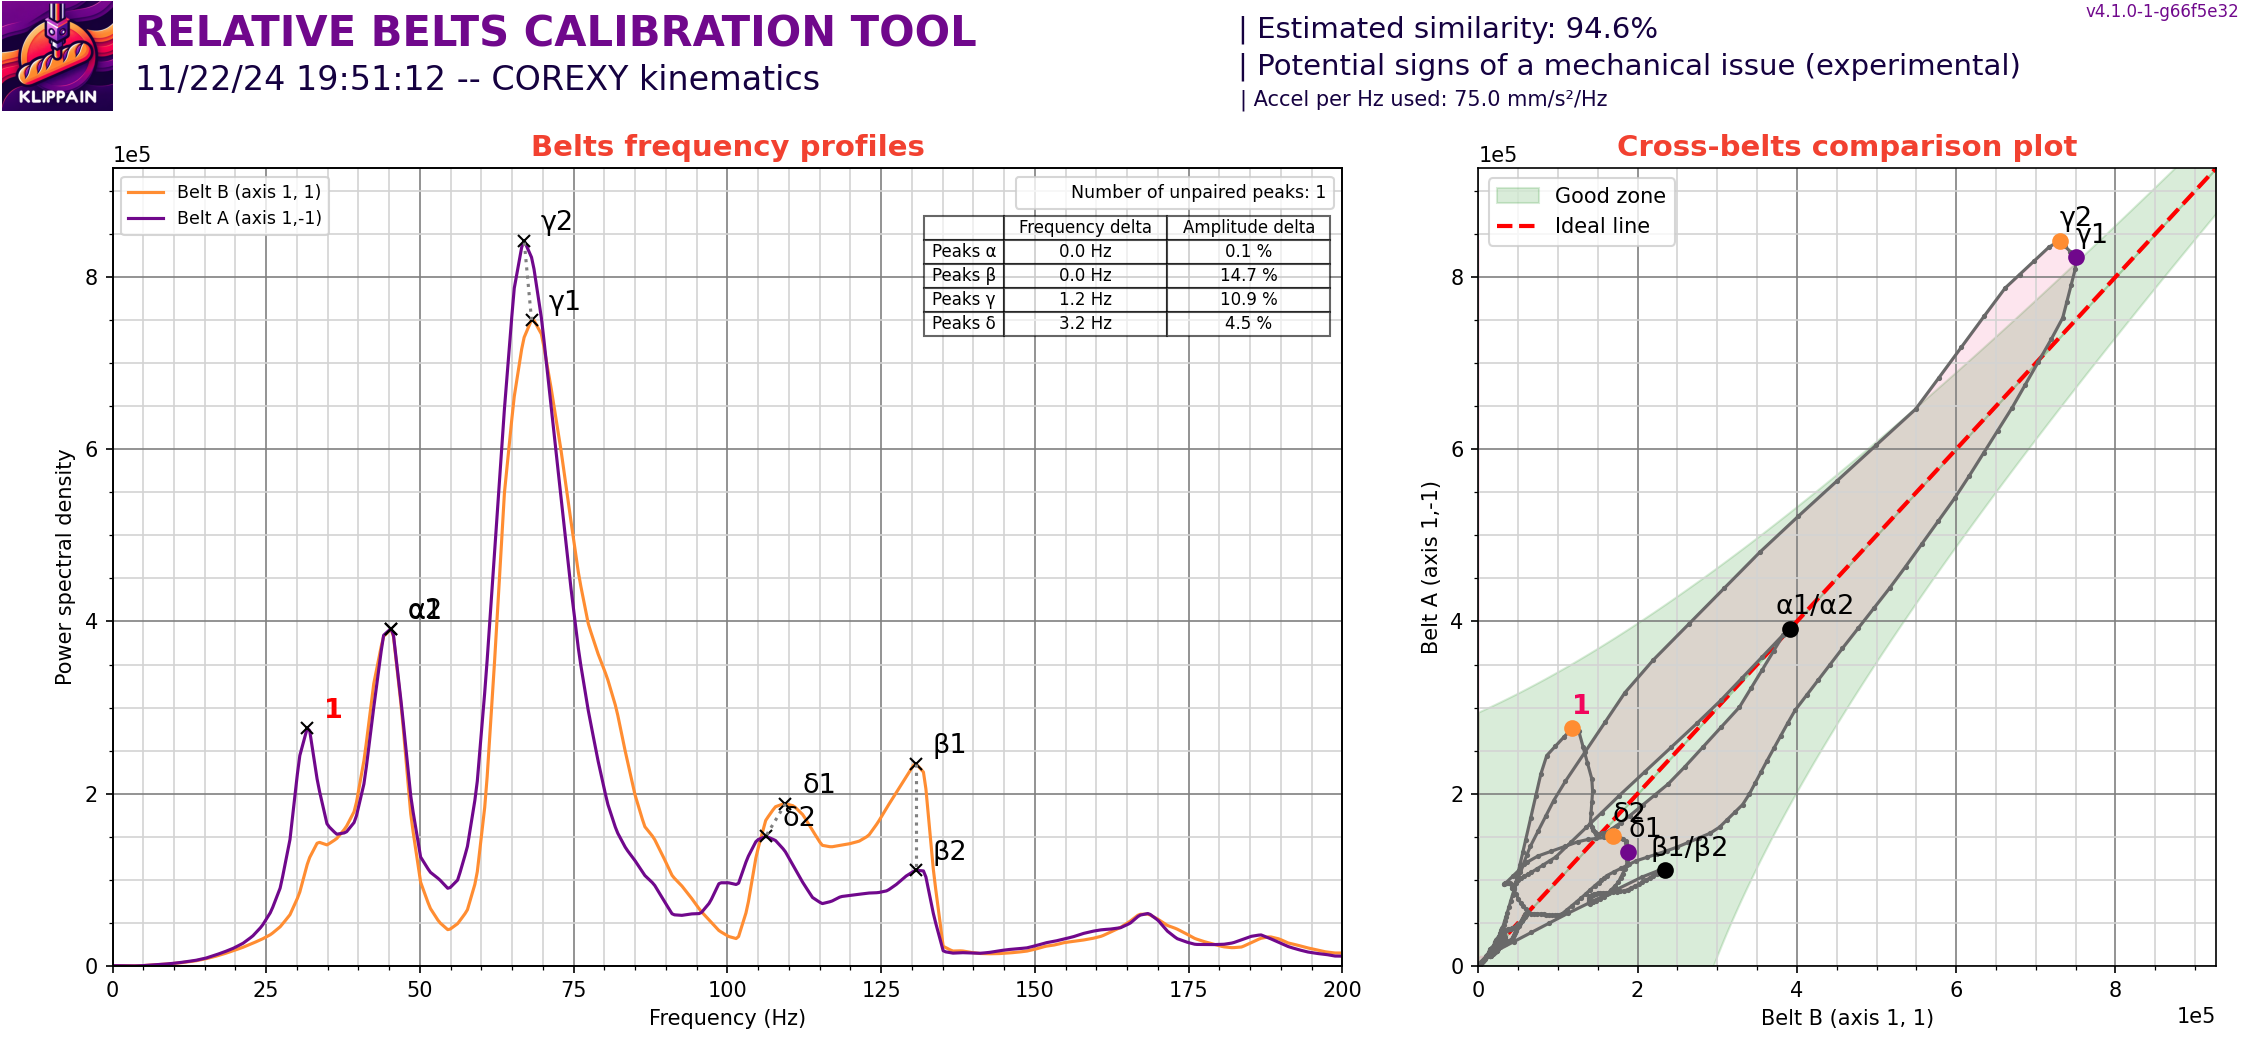 KLIPPAIN
RELATIVE BELTS CALIBRATION TOOL
11/22/24 19:51:12 -- COREXY kinematics
| Estimated similarity: 94.6%
| Potential signs of a mechanical issue (experimental)
| Accel per Hz used: 75.0 mm/s²/Hz
v4.1.0-1-g66f5e32
Belts frequency profiles
1e5
Belt B (axis 1, 1)
Belt A (axis 1,-1)
Number of unpaired peaks: 1
Frequency delta Amplitude delta
Peaks α 0.0 Hz 0.1 %
Peaks β 0.0 Hz 14.7 %
Peaks γ 1.2 Hz 10.9 %
Peaks δ 3.2 Hz 4.5 %
γ2
γ1
1
β1
δ1
δ2
β2
Power spectral density
8
6
4
2
0
0 25 50 75 100 125 150 175 200
Frequency (Hz)
Cross-belts comparison plot
1e5
Good zone
Ideal line
γ2
γ1
α1/α2
1
δ2
δ1
β1/β2
Belt A (axis 1,-1)
8
6
4
2
0
0 2 4 6 8
Belt B (axis 1, 1)
1e5